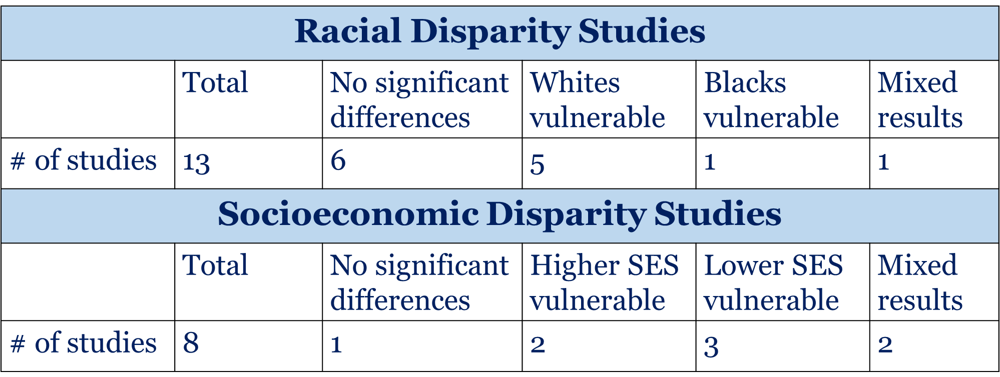 Racial Disparity Studies
Total No significant differences Whites vulnerable Blacks vulnerable Mixed results
# of studies 13 6 5 1 1
Socioeconomic Disparity Studies
Total No significant differences Higher SES vulnerable Lower SES vulnerable Mixed results
# of studies 8 1 2 3 2